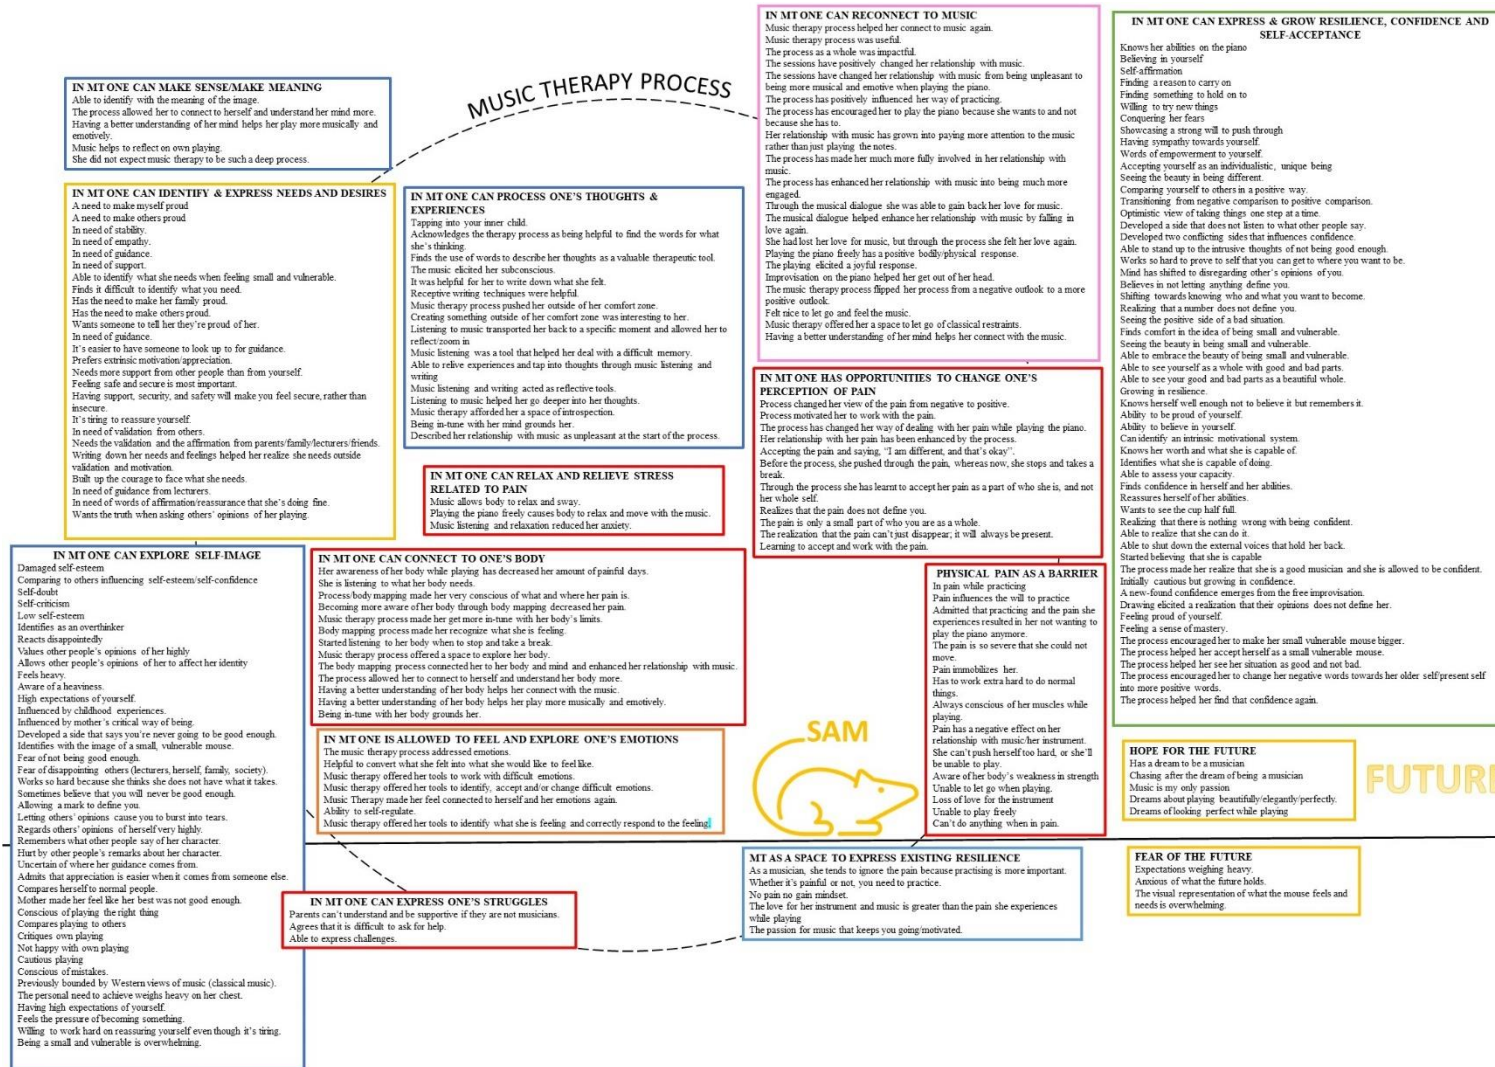 MUSIC THERAPY PROCESS
IN MT ONE CAN MAKE SENSE/MAKE MEANING
Able to identify with the meaning of the image.
The process allowed her to connect to herself and understand her mind more.
Having a better understanding of her mind helps her play more musically and
emotively.
Music helps to reflect on own playing.
She did not expect music therapy to be such a deep process.
IN MT ONE CAN IDENTIFY & EXPRESS NEEDS AND DESIRES
A need to make myself proud
A need to make others proud
In need of stability.
In need of empathy.
In need of guidance.
In need of support.
Able to identify what she needs when feeling small and vulnerable.
Finds it difficult to identify what you need.
Has the need to make her family proud.
Has the need to make others proud.
Wants someone to tell her they're proud of her.
In need of guidance.
It's easier to have someone to look up to for guidance.
Prefers extrinsic motivation/appreciation.
Needs more support from other people than from yourself.
Feeling safe and secure is most important.
Having support, security, and safety will make you feel secure, rather than
insecure.
It's tiring to reassure yourself.
In need of validation from others.
Needs the validation and the affirmation from parents/family/lecturers/friends.
Writing down her needs and feelings helped her realize she needs outside
validation and motivation.
Built up the courage to face what she needs.
In need of guidance from lecturers.
In need of words of affirmation/reassurance that she's doing fine.
Wants the truth when asking others' opinions of her playing.
IN MT ONE CAN EXPLORE SELF-IMAGE
Damaged self-esteem
Comparing to others influencing self-esteem/self-confidence
Self-doubt
Self-criticism
Low self-esteem
Identifies as an overthinker
Reacts disappointedly
Values other people's opinions of her highly
Allows other people's opinions of her to affect her identity
Feels heavy.
Aware of a heaviness.
High expectations of yourself.
Influenced by childhood experiences.
Influenced by mother's critical way of being.
Developed a side that says you're never going to be good enough.
Identifies with the image of a small, vulnerable mouse.
Fear of not being good enough.
Fear of disappointing others (lecturers, herself, family, society).
Works so hard because she thinks she does not have what it takes.
Sometimes believe that you will never be good enough.
Allowing a mark to define you.
Letting others' opinions cause you to burst into tears.
Regards others' opinions of herself very highly.
Remembers what other people say of her character.
Hurt by other people's remarks about her character.
Uncertain of where her guidance comes from.
Admits that appreciation is easier when it comes from someone else.
Compares herself to normal people.
Mother made her feel like her best was not good enough.
Conscious of playing the right thing
Compares playing to others
Critiques own playing
Not happy with own playing
Cautious playing
Conscious of mistakes.
Previously bounded by Western views of music (classical music).
The personal need to achieve weighs heavy on her chest.
Having high expectations of yourself.
Feels the pressure of becoming something.
Willing to work hard on reassuring yourself even though it's tiring.
Being a small and vulnerable is overwhelming.
IN MT ONE CAN PROCESS ONE'S THOUGHTS &
EXPERIENCES
Tapping into your inner child.
Acknowledges the therapy process as being helpful to find the words for what
she's thinking.
Finds the use of words to describe her thoughts as a valuable therapeutic tool.
The music elicited her subconscious.
It was helpful for her to write down what she felt.
Receptive writing techniques were helpful.
Music therapy process pushed her outside of her comfort zone.
Creating something outside of her comfort zone was interesting to her.
Listening to music transported her back to a specific moment and allowed her to
reflect/zoom in
Music listening was a tool that helped her deal with a difficult memory.
Able to relive experiences and tap into thoughts through music listening and
writing
Music listening and writing acted as reflective tools.
Listening to music helped her go deeper into her thoughts.
Music therapy afforded her a space of introspection.
Being in-tune with her mind grounds her.
Described her relationship with music as unpleasant at the start of the process.
IN MT ONE CAN RELAX AND RELIEVE STRESS
RELATED TO PAIN
Music allows body to relax and sway.
Playing the piano freely causes body to relax and move with the music.
Music listening and relaxation reduced her anxiety.
IN MT ONE CAN CONNECT TO ONE'S BODY
Her awareness of her body while playing has decreased her amount of painful days.
She is listening to what her body needs.
Process/body mapping made her very conscious of what and where her pain is.
Becoming more aware of her body through body mapping decreased her pain.
Music therapy process made her get more in-tune with her body's limits.
Body mapping process made her recognize what she is feeling.
Started listening to her body when to stop and take a break.
Music therapy process offered a space to explore her body.
The body mapping process connected her to her body and mind and enhanced her relationship with music.
The process allowed her to connect to herself and understand her body more.
Having a better understanding of her body helps her connect with the music.
Having a better understanding of her body helps her play more musically and emotively.
Being in-tune with her body grounds her.
IN MT ONE IS ALLOWED TO FEEL AND EXPLORE ONE'S EMOTIONS
The music therapy process addressed emotions.
Helpful to convert what she felt into what she would like to feel like.
Music therapy offered her tools to work with difficult emotions.
Music therapy offered her tools to identify, accept and/or change difficult emotions.
Music Therapy made her feel connected to herself and her emotions again.
Ability to self-regulate.
Music therapy offered her tools to identify what she is feeling and correctly respond to the feeling.
IN MT ONE CAN EXPRESS ONE'S STRUGGLES
Parents can't understand and be supportive if they are not musicians.
Agrees that it is difficult to ask for help.
Able to express challenges.
IN MT ONE CAN RECONNECT TO MUSIC
Music therapy process helped her connect to music again.
Music therapy process was useful.
The process as a whole was impactful.
The sessions have positively changed her relationship with music.
The sessions have changed her relationship with music from being unpleasant to
being more musical and emotive when playing the piano.
The process has positively influenced her way of practicing.
The process has encouraged her to play the piano because she wants to and not
because she has to.
Her relationship with music has grown into paying more attention to the music
rather than just playing the notes.
The process has made her much more fully involved in her relationship with
music.
The process has enhanced her relationship with music into being much more
engaged.
Through the musical dialogue she was able to gain back her love for music.
The musical dialogue helped enhance her relationship with music by falling in
love again.
She had lost her love for music, but through the process she felt her love again.
Playing the piano freely has a positive bodily/physical response.
The playing elicited a joyful response.
Improvisation on the piano helped her get out of her head.
The music therapy process flipped her process from a negative outlook to a more
positive outlook.
Felt nice to let go and feel the music.
Music therapy offered her a space to let go of classical restraints.
Having a better understanding of her mind helps her connect with the music.
IN MT ONE HAS OPPORTUNITIES TO CHANGE ONE'S
PERCEPTION OF PAIN
Process changed her view of the pain from negative to positive.
Process motivated her to work with the pain.
The process has changed her way of dealing with her pain while playing the piano.
Her relationship with her pain has been enhanced by the process.
Accepting the pain and saying, "I am different, and that's okay".
Before the process, she pushed through the pain, whereas now, she stops and takes a
break.
Through the process she has learnt to accept her pain as a part of who she is, and not
her whole self.
Realizes that the pain does not define you.
The pain is only a small part of who you are as a whole.
The realization that the pain can't just disappear; it will always be present.
Learning to accept and work with the pain.
PHYSICAL PAIN AS A BARRIER
In pain while practicing
Pain influences the will to practice
Admitted that practicing and the pain she
experiences resulted in her not wanting to
play the piano anymore.
The pain is so severe that she could not
move.
Pain immobilizes her.
Has to work extra hard to do normal
things.
Always conscious of her muscles while
playing.
Pain has a negative effect on her
relationship with music/her instrument.
She can't push herself too hard, or she'll
be unable to play.
Aware of her body's weakness in strength
Unable to let go when playing.
Loss of love for the instrument
Unable to play freely
Can't do anything when in pain.
SAM
MT AS A SPACE TO EXPRESS EXISTING RESILIENCE
As a musician, she tends to ignore the pain because practising is more important.
Whether it's painful or not, you need to practice.
No pain no gain mindset.
The love for her instrument and music is greater than the pain she experiences
while playing
The passion for music that keeps you going/motivated.
IN MT ONE CAN EXPRESS & GROW RESILIENCE, CONFIDENCE AND
SELF-ACCEPTANCE
Knows her abilities on the piano
Believing in yourself
Self-affirmation
Finding a reason to carry on
Finding something to hold on to
Willing to try new things
Conquering her fears
Showcasing a strong will to push through
Having sympathy towards yourself.
Words of empowerment to yourself.
Accepting yourself as an individualistic, unique being
Seeing the beauty in being different.
Comparing yourself to others in a positive way.
Transitioning from negative comparison to positive comparison.
Optimistic view of taking things one step at a time.
Developed a side that does not listen to what other people say.
Developed two conflicting sides that influences confidence.
Able to stand up to the intrusive thoughts of not being good enough.
Works so hard to prove to self that you can get to where you want to be.
Mind has shifted to disregarding other's opinions of you.
Believes in not letting anything define you.
Shifting towards knowing who and what you want to become.
Realizing that a number does not define you.
Seeing the positive side of a bad situation.
Finds comfort in the idea of being small and vulnerable.
Seeing the beauty in being small and vulnerable.
Able to embrace the beauty of being small and vulnerable.
Able to see yourself as a whole with good and bad parts.
Able to see your good and bad parts as a beautiful whole.
Growing in resilience.
Knows herself well enough not to believe it but remembers it.
Ability to be proud of yourself.
Ability to believe in yourself.
Can identify an intrinsic motivational system.
Knows her worth and what she is capable of.
Identifies what she is capable of doing.
Able to assess your capacity.
Finds confidence in herself and her abilities.
Reassures herself of her abilities.
Wants to see the cup half full.
Realizing that there is nothing wrong with being confident.
Able to realize that she can do it.
Able to shut down the external voices that hold her back.
Started believing that she is capable
The process made her realize that she is a good musician and she is allowed to be confident.
Initially cautious but growing in confidence.
A new-found confidence emerges from the free improvisation.
Drawing elicited a realization that their opinions does not define her.
Feeling proud of yourself.
Feeling a sense of mastery.
The process encouraged her to make her small vulnerable mouse bigger.
The process helped her accept herself as a small vulnerable mouse.
The process helped her see her situation as good and not bad.
The process encouraged her to change her negative words towards her older self/present self
into more positive words.
The process helped her find that confidence again.
HOPE FOR THE FUTURE
Has a dream to be a musician
Chasing after the dream of being a musician
Music is my only passion
Dreams about playing beautifully/elegantly/perfectly.
Dreams of looking perfect while playing
FUTURE
FEAR OF THE FUTURE
Expectations weighing heavy.
Anxious of what the future holds.
The visual representation of what the mouse feels and
needs is overwhelming.